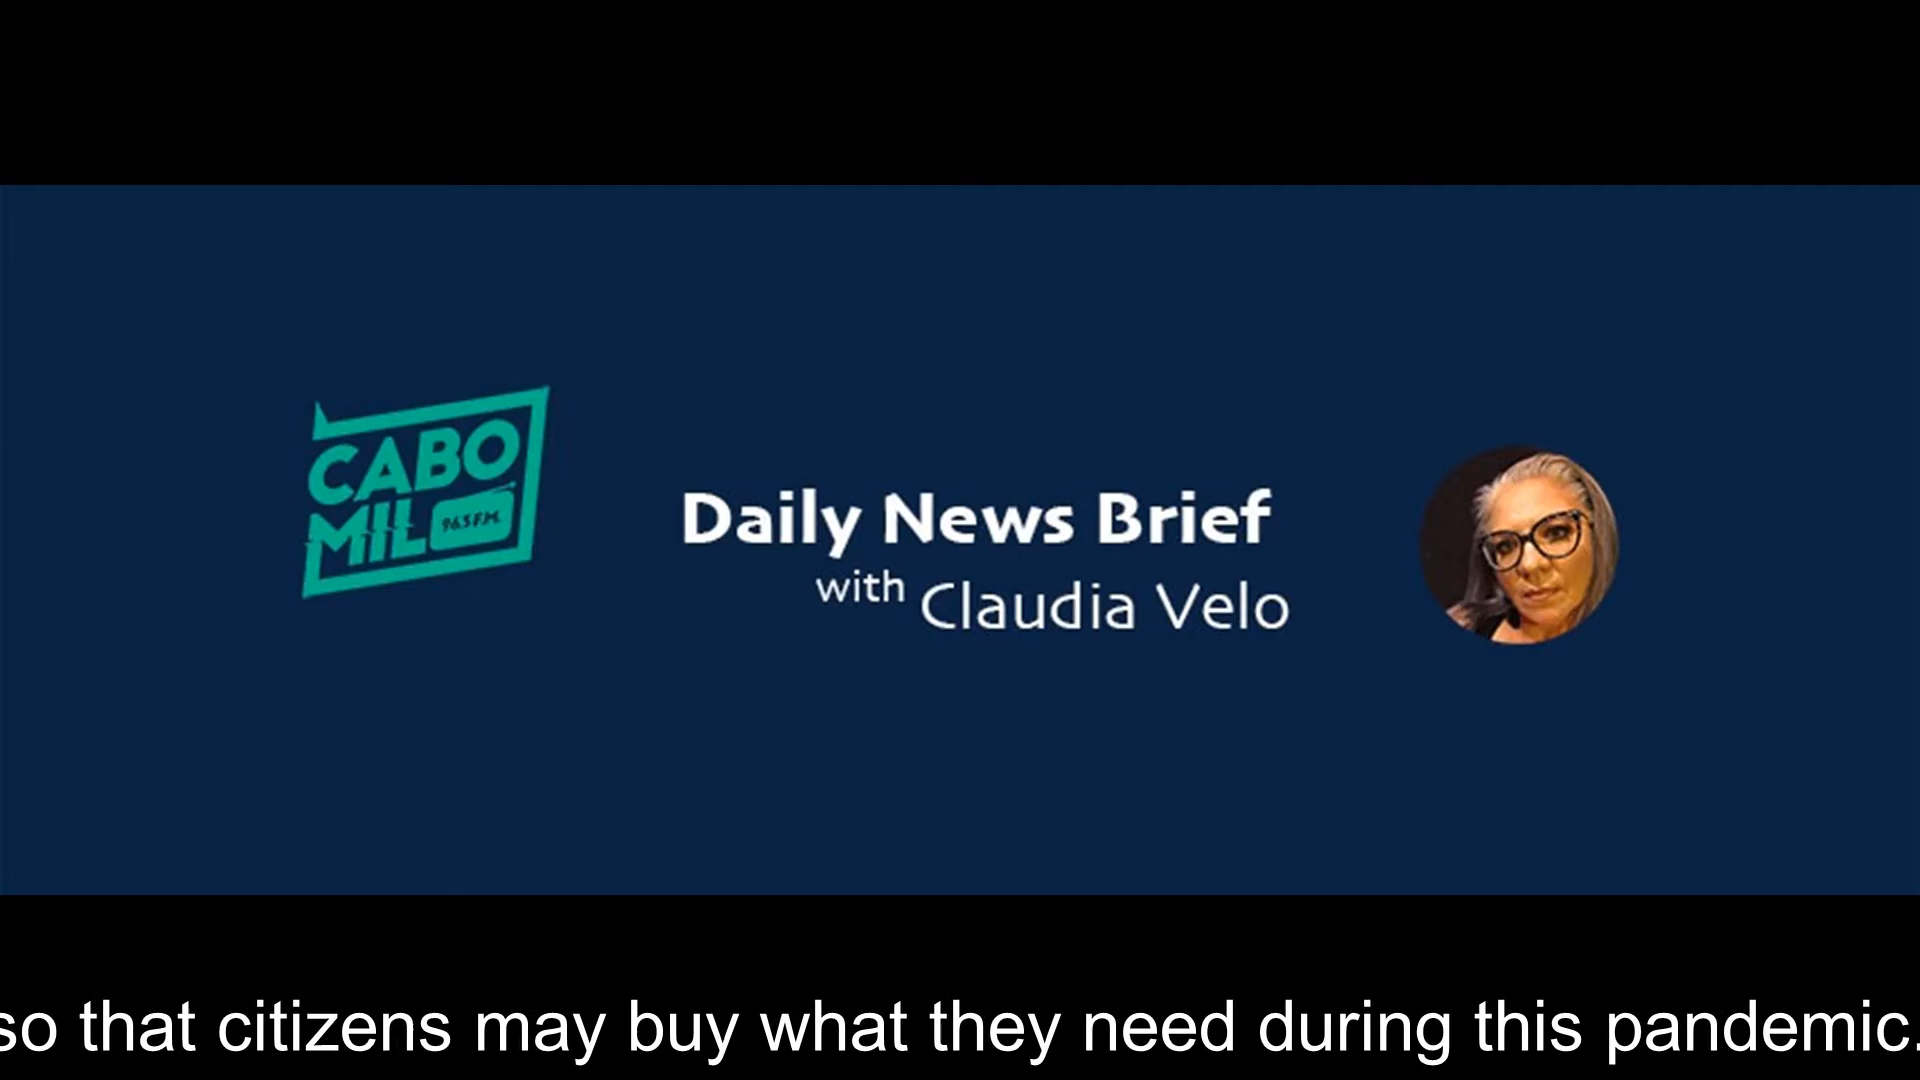 CABO
MIL
96.5 F.M.
Daily News Brief
with Claudia Velo
so that citizens may buy what they need during this pandemic.